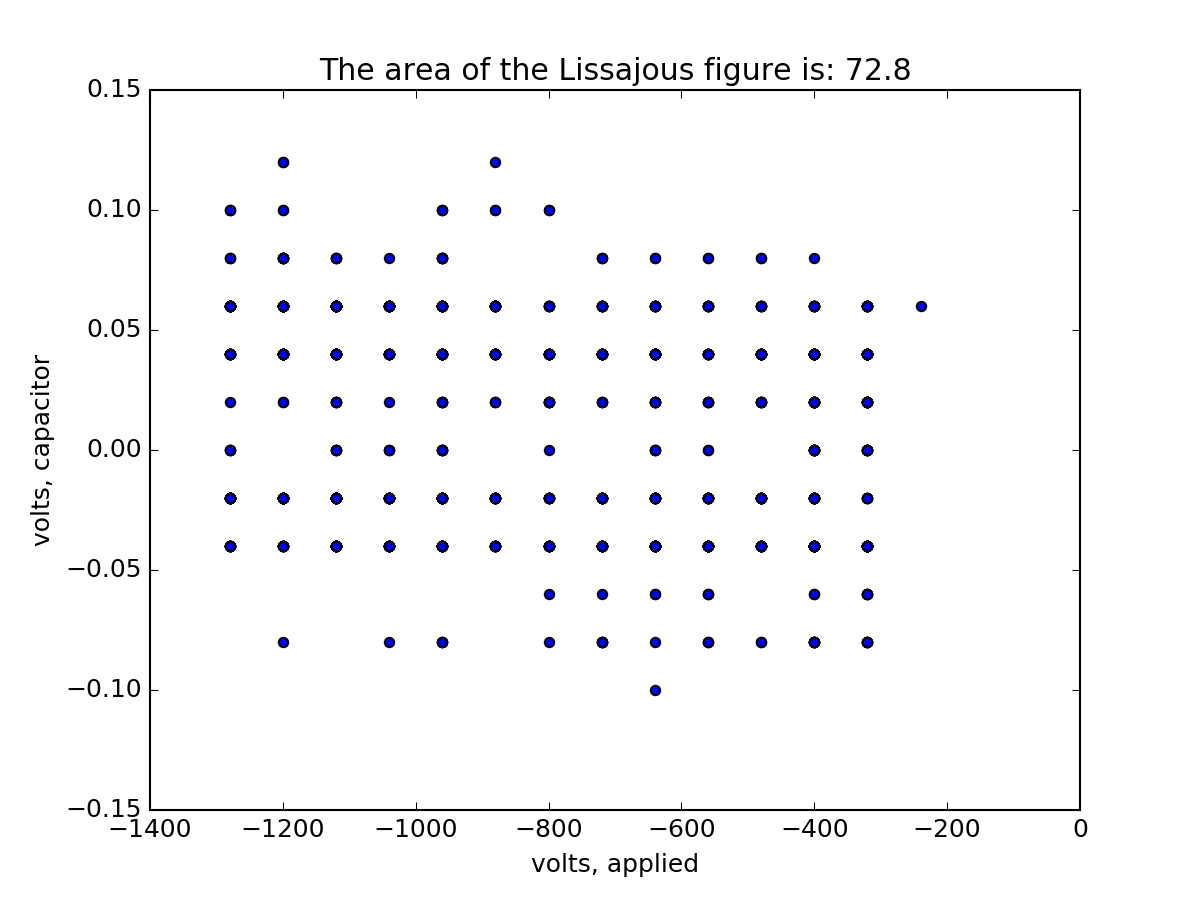 The area of the Lissajous figure is: 72.8
0.15
0.10
0.05
0.00
−0.05
−0.10
−0.15
volts, capacitor
−1400 −1200 −1000 −800 −600 −400 −200 0
volts, applied